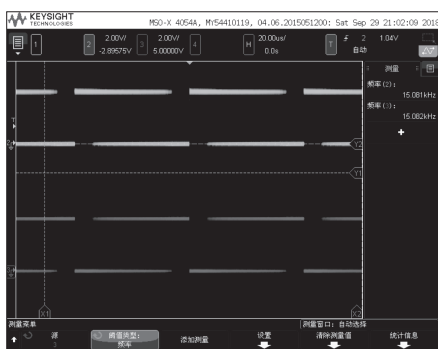 KEYSIGHT
TECHNOLOGIES
MSO-X 4054A, MY54410119, 04.06.2015051200: Sat Sep 29 21:02:09 2018
1
2 2.00V/ -2.89575V
3 2.00V/ 5.00000V
4
H 20.00us/ 0.0s
T 2 1.04V
自动
测量
频率(2):
15.081kHz
频率(3):
15.082kHz
T
Y2
Y1
X1
X2
测量菜单
测量窗口: 自动选择
源
测量类型:
频率
添加测量
设置
清除测量值
统计信息